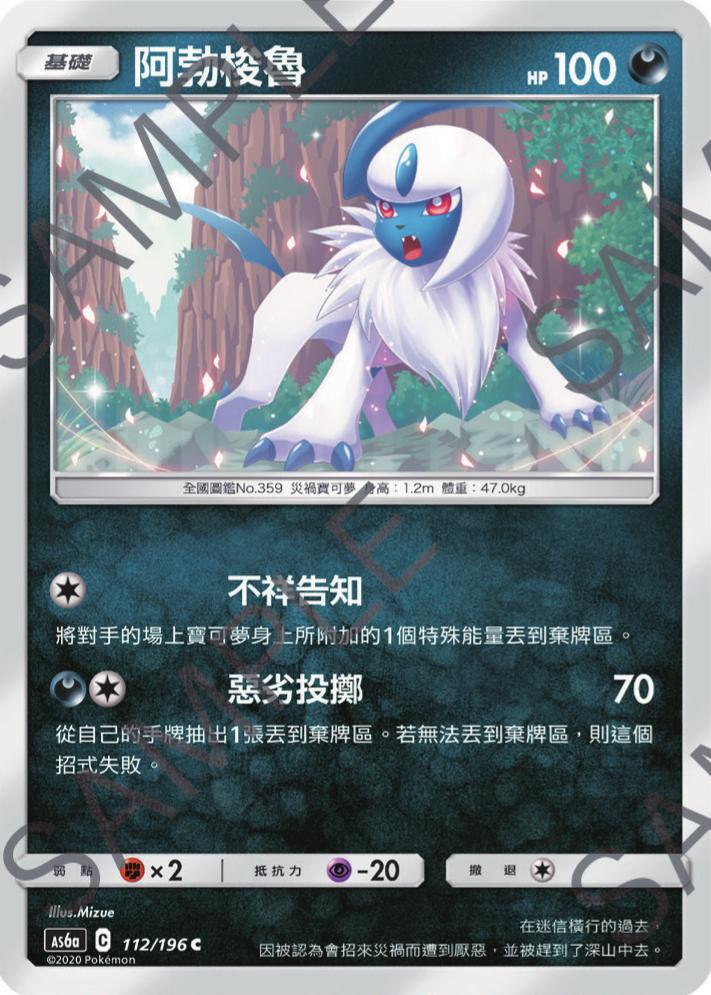 基礎 阿勃梭魯 HP 100
全國圖鑑No.359 災禍寶可夢 身高：1.2m 體重：47.0kg
不祥告知
將對手的場上寶可夢身上所附加的1個特殊能量丟到棄牌區。
惡劣投擲 70
從自己的手牌抽出1張丟到棄牌區。若無法丟到棄牌區，則這個
招式失敗。
弱點 ×2 抵抗力 -20 撤退
Illus.Mizue
AS6a C 112/196 C
©2020 Pokémon
在迷信橫行的過去，
因被認為會招來災禍而遭到厭惡，並被趕到了深山中去。
SAMPLE
SAMPLE
SAMPLE
SAM
SA
SA